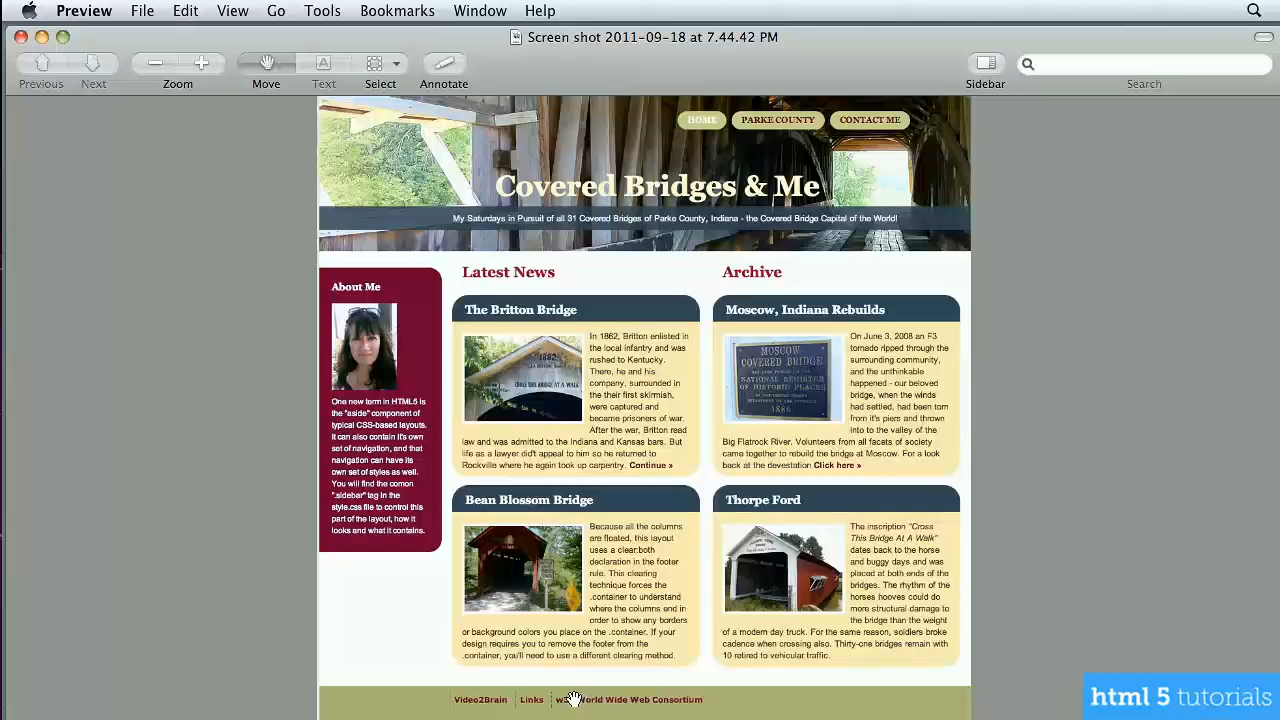 Preview File Edit View Go Tools Bookmarks Window Help
Screen shot 2011-09-18 at 7.44.42 PM
Previous Next Zoom Move Text Select Annotate Sidebar Search
HOME PARKE COUNTY CONTACT ME
Covered Bridges & Me
My Saturdays in Pursuit of all 31 Covered Bridges of Parke County, Indiana - the Covered Bridge Capital of the World!
About Me
One new term in HTML5 is
the "aside" component of
typical CSS-based layouts.
It can also contain it's own
set of navigation, and that
navigation can have its
own set of styles as well.
You will find the comon
".sidebar" tag in the
style.css file to control this
part of the layout, how it
looks and what it contains.
Latest News
The Britton Bridge
1882
CROSS THIS BRIDGE AT A WALK
In 1862, Britton enlisted in
the local infantry and was
rushed to Kentucky.
There, he and his
company, surrounded in
the their first skirmish,
were captured and
became prisoners of war.
After the war, Britton read
law and was admitted to the Indiana and Kansas bars. But
life as a lawyer did't appeal to him so he returned to
Rockville where he again took up carpentry. Continue »
Bean Blossom Bridge
Because all the columns
are floated, this layout
uses a clear:both
declaration in the footer
rule. This clearing
technique forces the
.container to understand
where the columns end in
order to show any borders
or background colors you place on the .container. If your
design requires you to remove the footer from the
.container, you'll need to use a different clearing method.
Archive
Moscow, Indiana Rebuilds
MOSCOW
COVERED BRIDGE
NATIONAL REGISTER
OF HISTORIC PLACES
1886
On June 3, 2008 an F3
tornado ripped through the
surrounding community,
and the unthinkable
happened - our beloved
bridge, when the winds
had settled, had been torn
from it's piers and thrown
into to the valley of the
Big Flatrock River. Volunteers from all facets of society
came together to rebuild the bridge at Moscow. For a look
back at the devestation Click here »
Thorpe Ford
The inscription "Cross
This Bridge At A Walk"
dates back to the horse
and buggy days and was
placed at both ends of the
bridges. The rhythm of the
horses hooves could do
more structural damage to
the bridge than the weight
of a modern day truck. For the same reason, soldiers broke
cadence when crossing also. Thirty-one bridges remain with
10 retired to vehicular traffic.
Video2Brain Links World Wide Web Consortium
html 5 tutorials